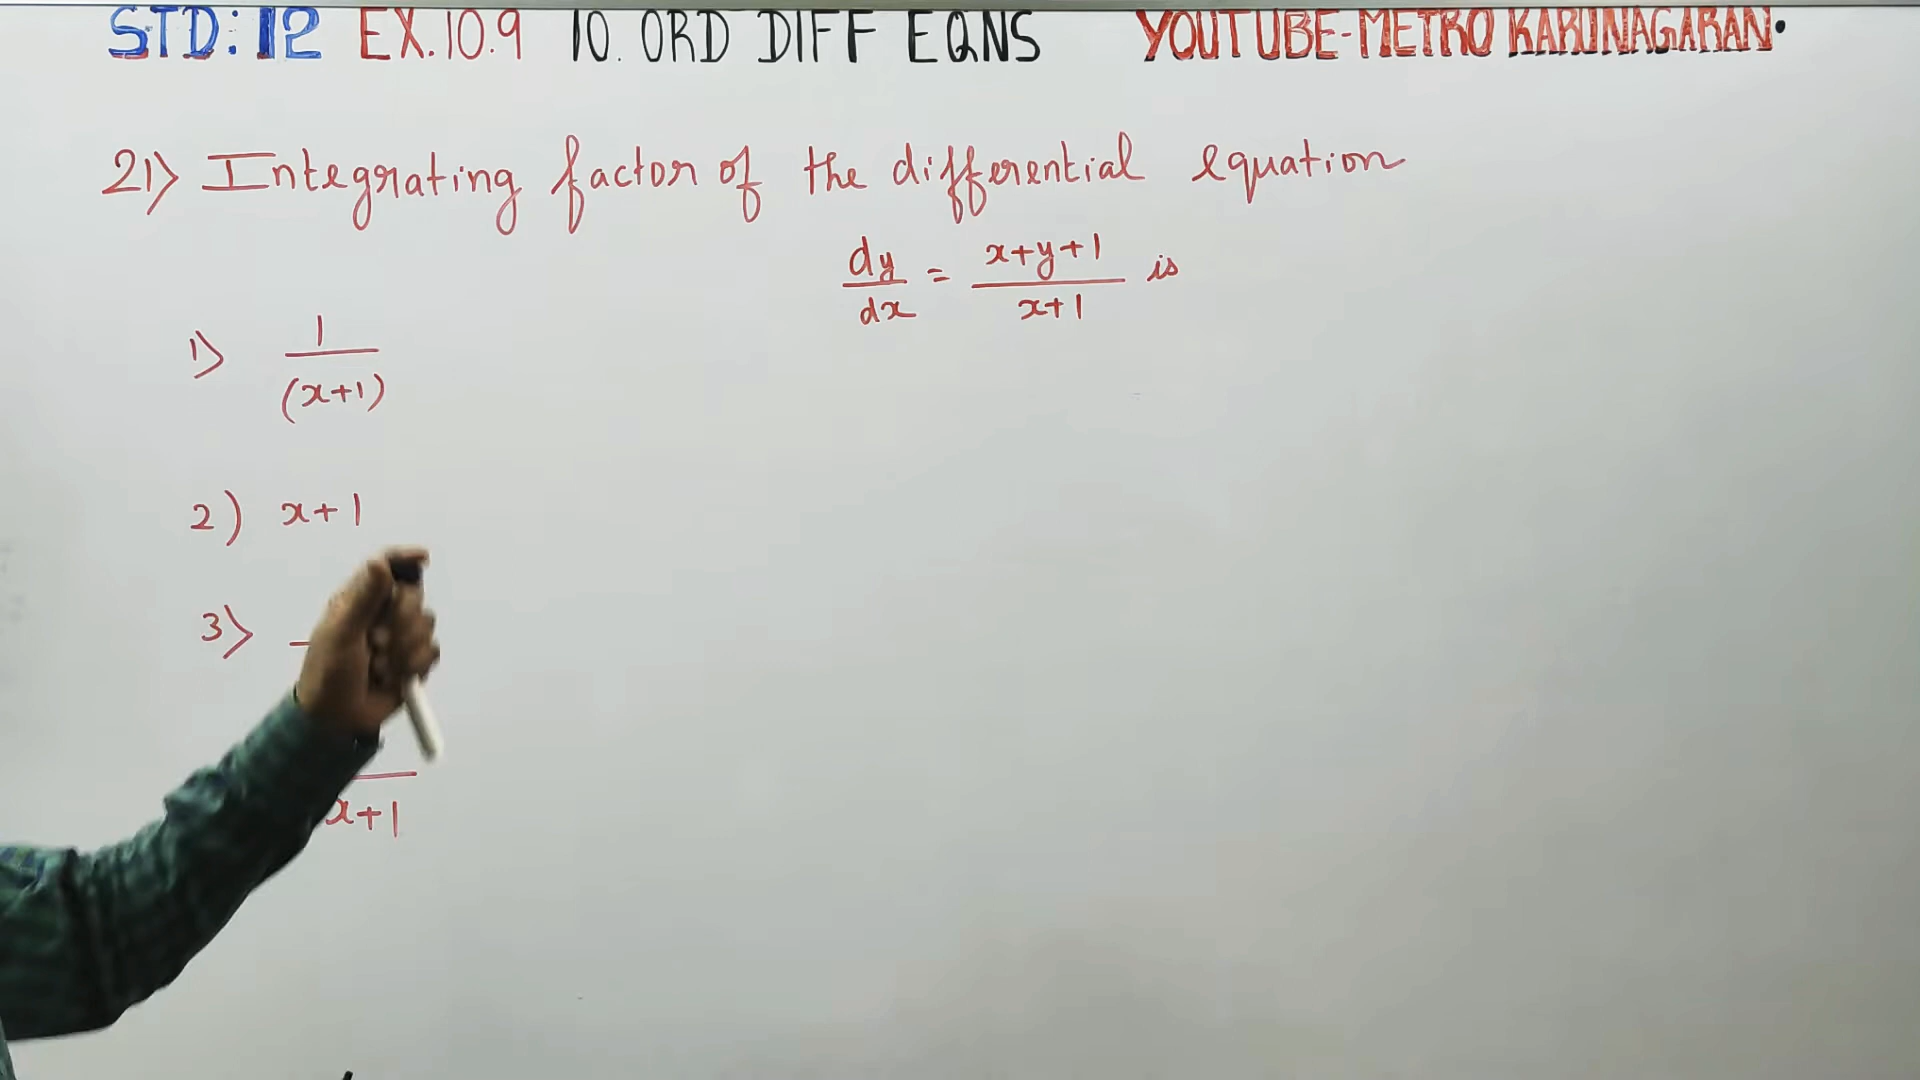 STD: 12 EX.10.9 10. ORD DIFF EQNS YOUTUBE-METRO KARUNAGARAN.
21) Integrating factor of the differential equation
dy/dx = x+y+1/x+1 is
1) 1/(x+1)
2) x+1
3)
x+1